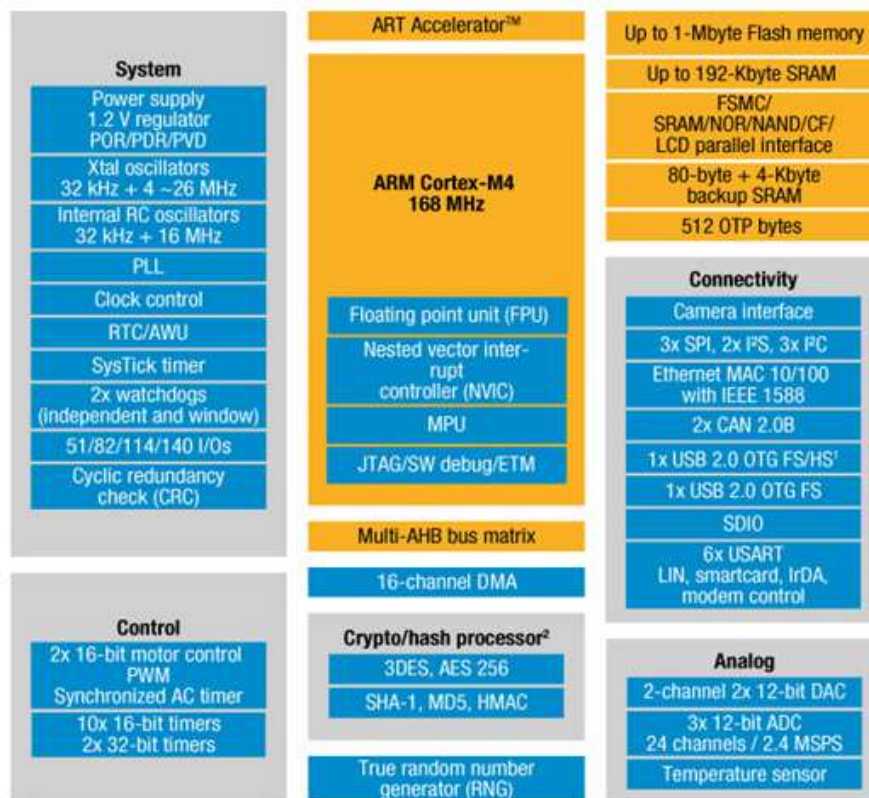 System
Power supply
1.2 V regulator
POR/PDR/PVD
Xtal oscillators
32 kHz + 4 ~26 MHz
Internal RC oscillators
32 kHz + 16 MHz
PLL
Clock control
RTC/AWU
SysTick timer
2x watchdogs
(independent and window)
51/82/114/140 I/Os
Cyclic redundancy
check (CRC)
Control
2x 16-bit motor control
PWM
Synchronized AC timer
10x 16-bit timers
2x 32-bit timers
ART Accelerator™
ARM Cortex-M4
168 MHz
Floating point unit (FPU)
Nested vector inter-
rupt
controller (NVIC)
MPU
JTAG/SW debug/ETM
Multi-AHB bus matrix
16-channel DMA
Crypto/hash processor²
3DES, AES 256
SHA-1, MD5, HMAC
True random number
generator (RNG)
Up to 1-Mbyte Flash memory
Up to 192-Kbyte SRAM
FSMC/
SRAM/NOR/NAND/CF/
LCD parallel interface
80-byte + 4-Kbyte
backup SRAM
512 OTP bytes
Connectivity
Camera interface
3x SPI, 2x I²S, 3x I²C
Ethernet MAC 10/100
with IEEE 1588
2x CAN 2.0B
1x USB 2.0 OTG FS/HS¹
1x USB 2.0 OTG FS
SDIO
6x USART
LIN, smartcard, IrDA,
modem control
Analog
2-channel 2x 12-bit DAC
3x 12-bit ADC
24 channels / 2.4 MSPS
Temperature sensor